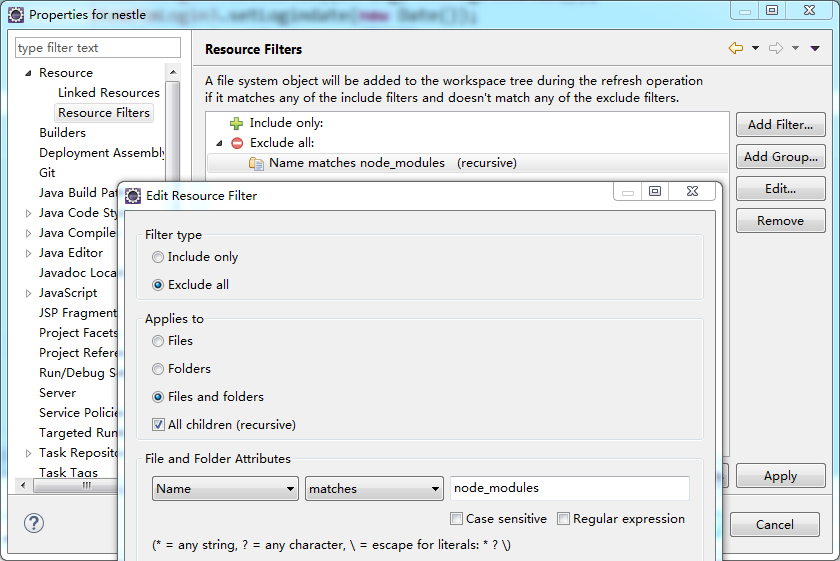 .setLogindate(new Date());
Properties for nestle
type filter text
Resource
Linked Resources
Resource Filters
Builders
Deployment Assembly
Git
Java Build Pat
Java Code Sty
Java Compile
Java Editor
Javadoc Loca
JavaScript
JSP Fragment
Project Facets
Project Refere
Run/Debug S
Server
Service Policie
Targeted Run
Task Reposito
Task Tags
Resource Filters
A file system object will be added to the workspace tree during the refresh operation
if it matches any of the include filters and doesn't match any of the exclude filters.
Include only:
Exclude all:
Name matches node_modules (recursive)
Add Filter...
Add Group...
Edit...
Remove
Edit Resource Filter
Filter type
Include only
Exclude all
Applies to
Files
Folders
Files and folders
All children (recursive)
File and Folder Attributes
Name matches node_modules
Case sensitive Regular expression
(* = any string, ? = any character, \ = escape for literals: * ? \)
Apply
Cancel